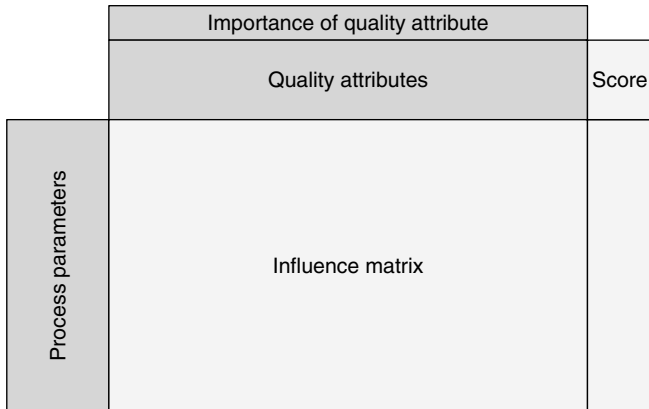 Importance of quality attribute
Quality attributes
Score
Process parameters
Influence matrix